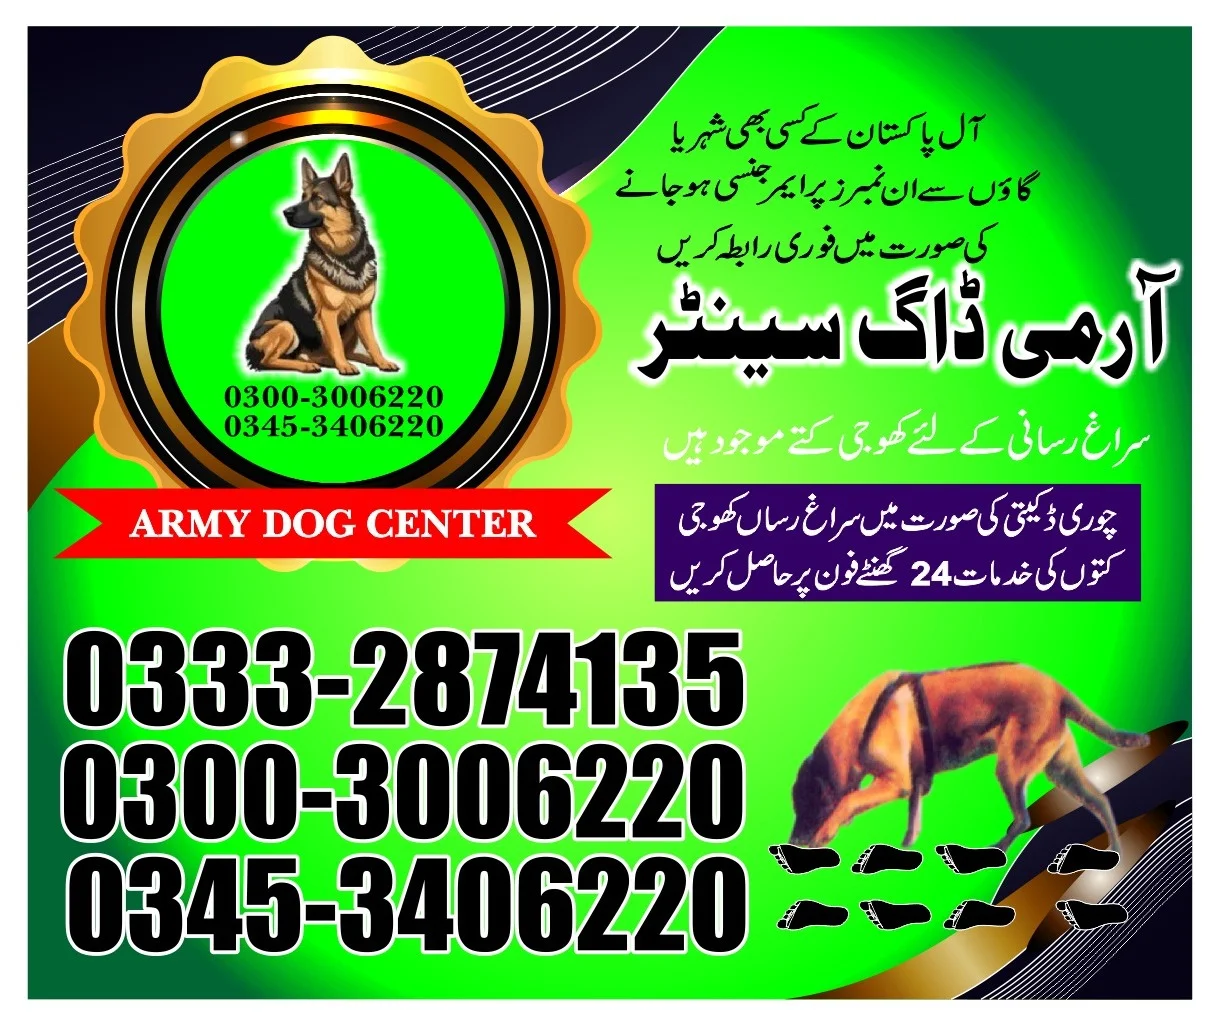 آل پاکستان کے کسی بھی شہر یا
گاؤں سے ان نمبرز پر ایمرجنسی ہو جانے
کی صورت میں فوری رابطہ کریں
آرمی ڈاگ سینٹر
سراغ رسانی کے لئے کھوجی کتے موجود ہیں
چوری ڈکیتی کی صورت میں سراغ رساں کھوجی
کتوں کی خدمات 24 گھنٹے فون پر حاصل کریں
0300-3006220
0345-3406220
ARMY DOG CENTER
0333-2874135
0300-3006220
0345-3406220